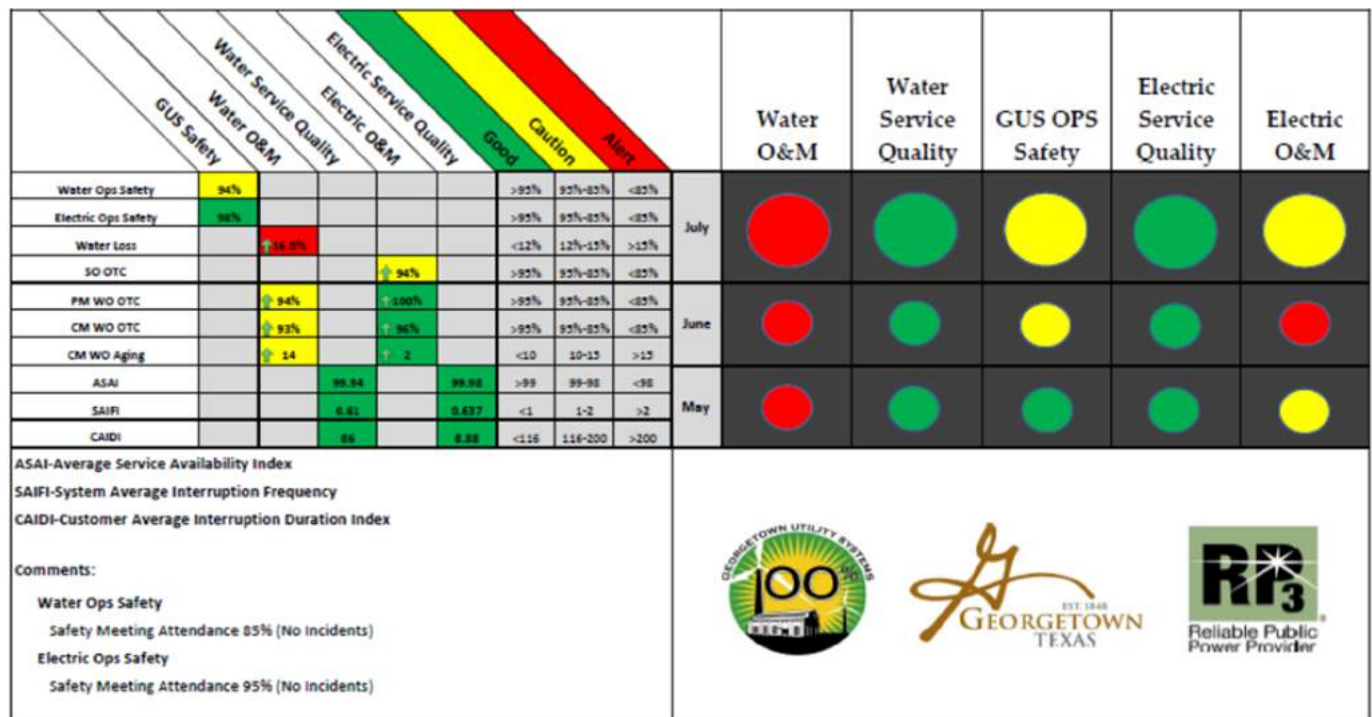 GUS Safety
Water O&M
Water Service Quality
Electric O&M
Electric Service Quality
Good
Caution
Alert
Water Ops Safety 94% >95% 95%-85% <85%
Electric Ops Safety 98% >95% 95%-85% <85%
Water Loss 16.0% <12% 12%-15% >15%
SO OTC 94% >95% 95%-85% <85%
PM WO OTC 94% 100% >95% 95%-85% <85%
CM WO OTC 93% 96% >95% 95%-85% <85%
CM WO Aging 14 2 <10 10-15 >15
ASAI 99.94 99.98 >99 99-98 <98
SAIFI 0.61 0.637 <1 1-2 >2
CAIDI 86 8.88 <116 116-200 >200
Water
O&M
Water
Service
Quality
GUS OPS
Safety
Electric
Service
Quality
Electric
O&M
July
June
May
ASAI-Average Service Availability Index
SAIFI-System Average Interruption Frequency
CAIDI-Customer Average Interruption Duration Index
Comments:
Water Ops Safety
Safety Meeting Attendance 85% (No Incidents)
Electric Ops Safety
Safety Meeting Attendance 95% (No Incidents)
GEORGETOWN UTILITY SYSTEMS
100%
EST. 1848
GEORGETOWN
TEXAS
RP3
®
Reliable Public
Power Provider